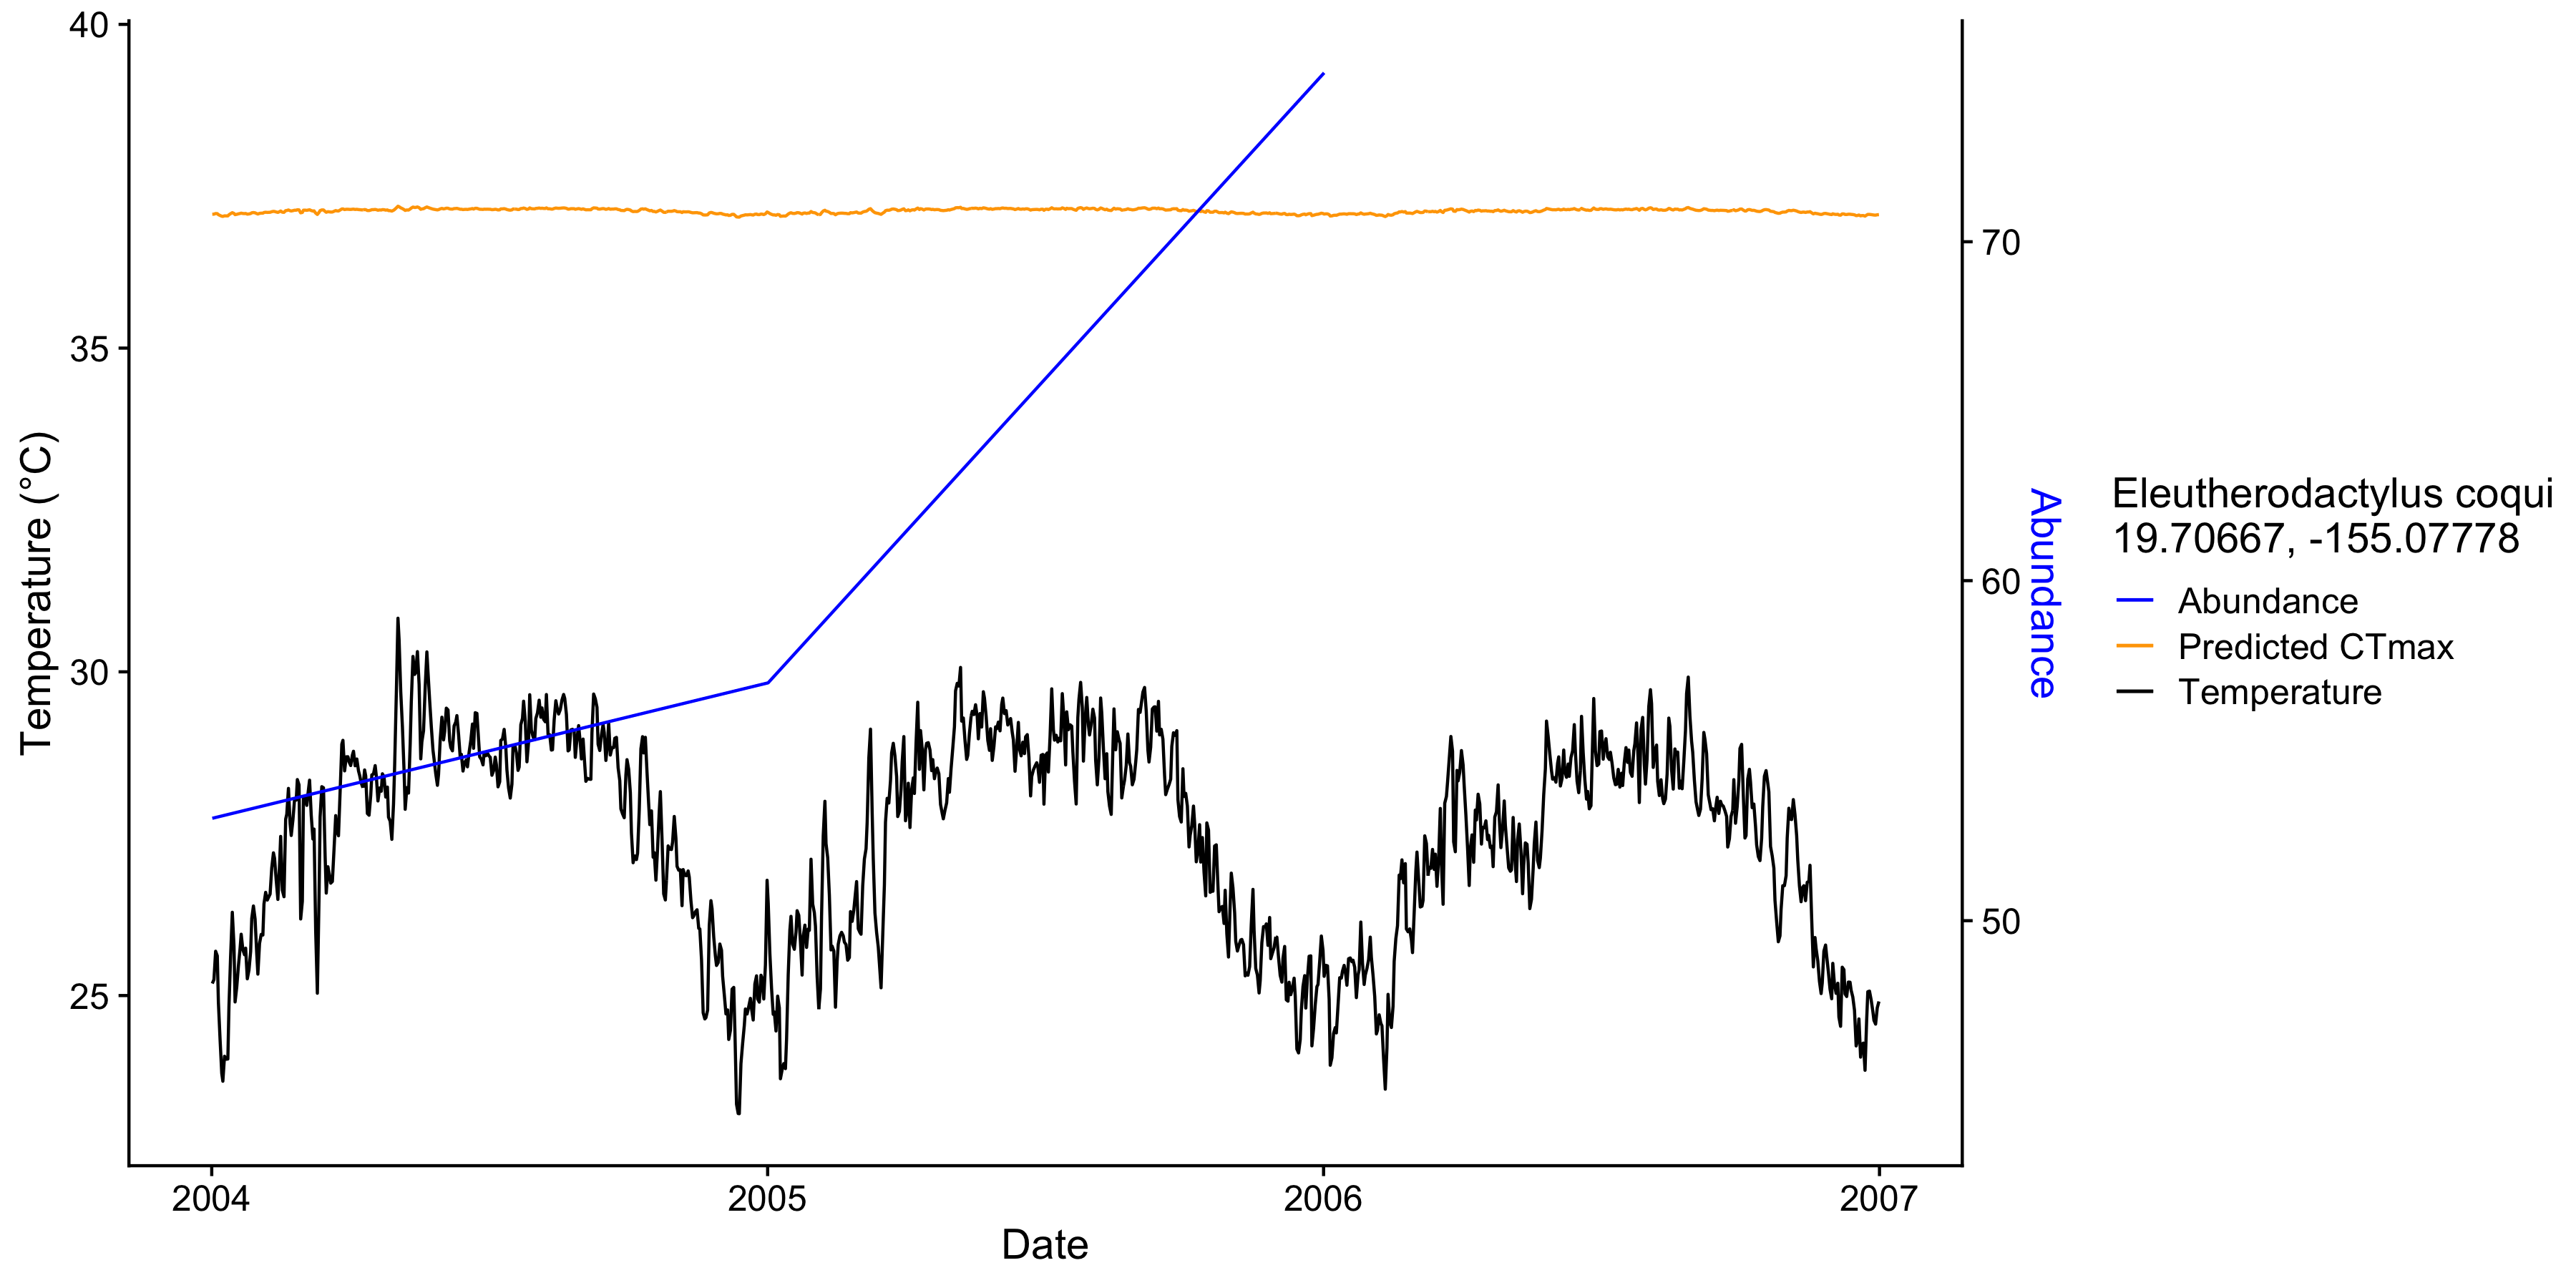 40
35
30
25
Temperature (°C)
2004
2005
2006
2007
Date
70
60
50
Abundance
Eleutherodactylus coqui
19.70667, -155.07778
Abundance
Predicted CTmax
Temperature